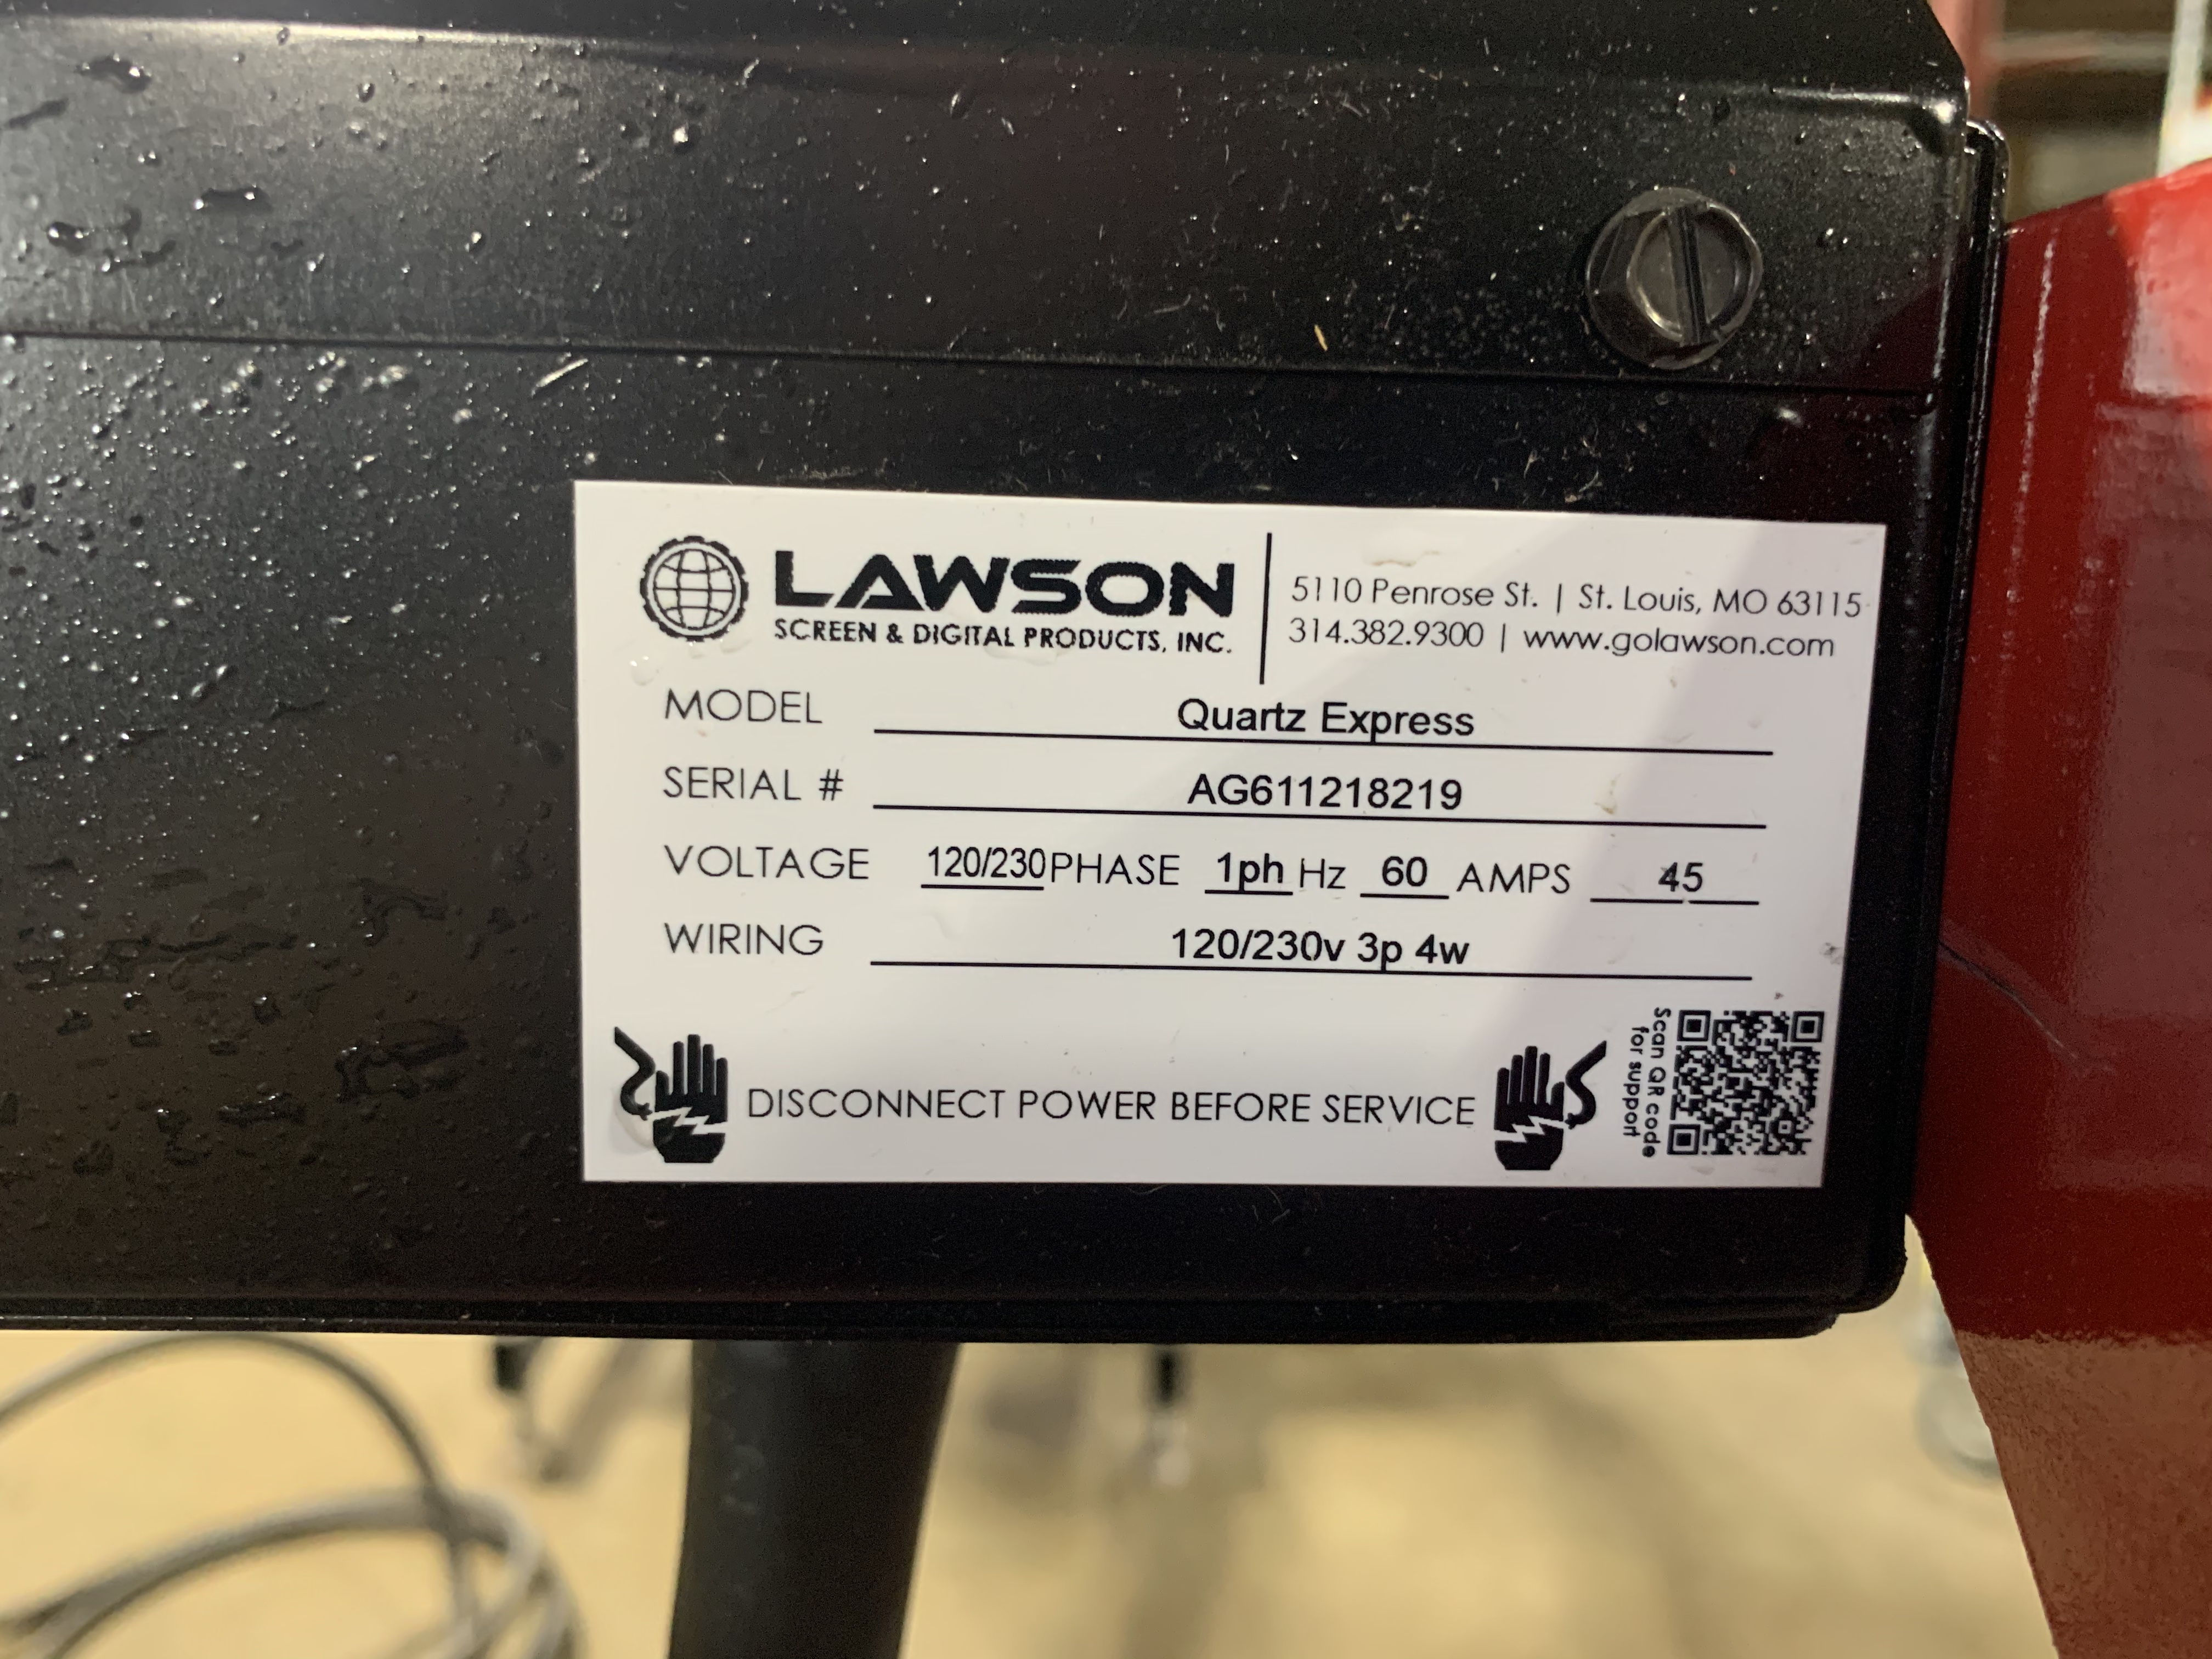 LAWSON
SCREEN & DIGITAL PRODUCTS, INC.
5110 Penrose St. | St. Louis, MO 63115
314.382.9300 | www.golawson.com
MODEL Quartz Express
SERIAL # AG611218219
VOLTAGE 120/230 PHASE 1ph Hz 60 AMPS 45
WIRING 120/230v 3p 4w
DISCONNECT POWER BEFORE SERVICE
Scan QR code
for support